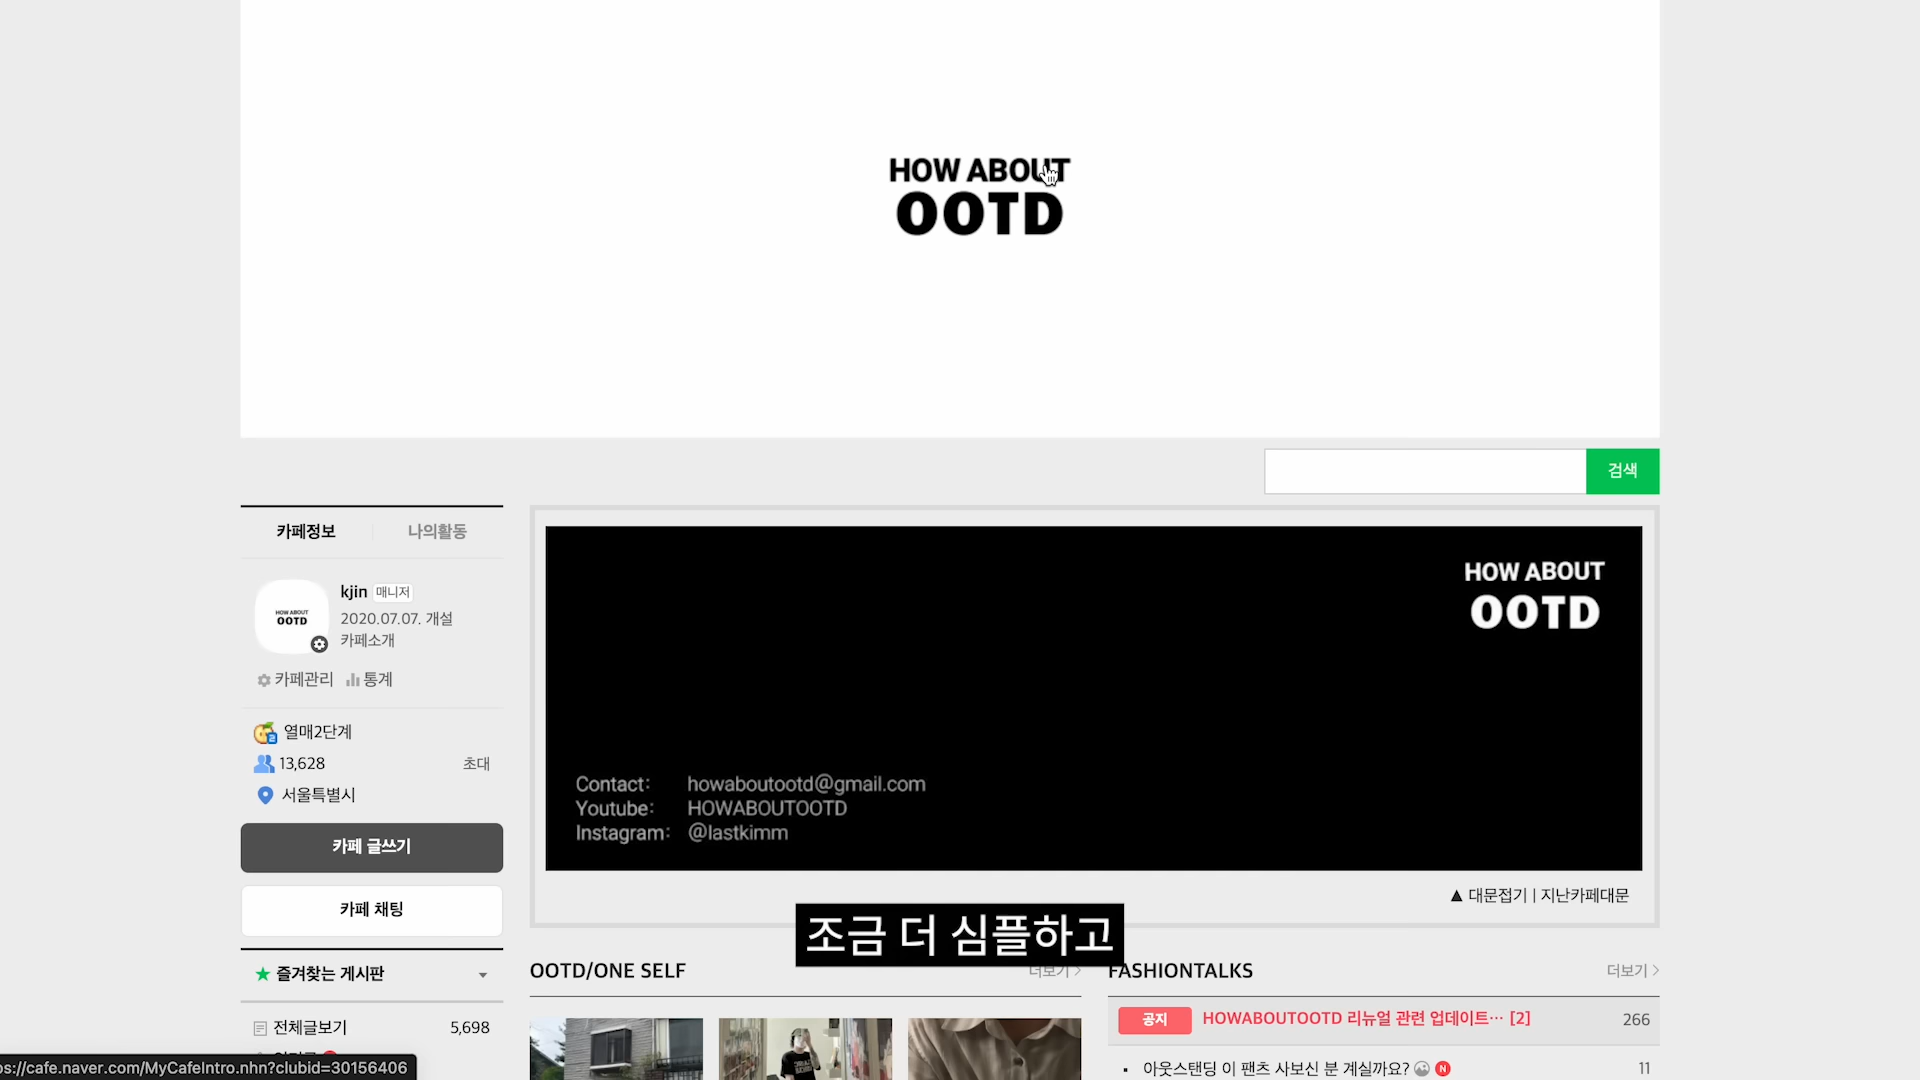 HOW ABOUT
OOTD
검색
카페정보
나의활동
HOW ABOUT
OOTD
kjin 매니저
2020.07.07. 개설
카페소개
카페관리 통계
열매2단계
13,628 초대
서울특별시
카페 글쓰기
카페 채팅
즐겨찾는 게시판
전체글보기 5,698
ps://cafe.naver.com/MyCafeIntro.nhn?clubid=30156406
HOW ABOUT
OOTD
Contact: howaboutootd@gmail.com
Youtube: HOWABOUTOOTD
Instagram: @lastkimm
▲ 대문접기 | 지난카페대문
조금 더 심플하고
OOTD/ONE SELF 더보기 >
FASHIONTALKS 더보기 >
공지 HOWABOUTOOTD 리뉴얼 관련 업데이트··· [2] 266
아웃스탠딩 이 팬츠 사보신 분 계실까요? N 11